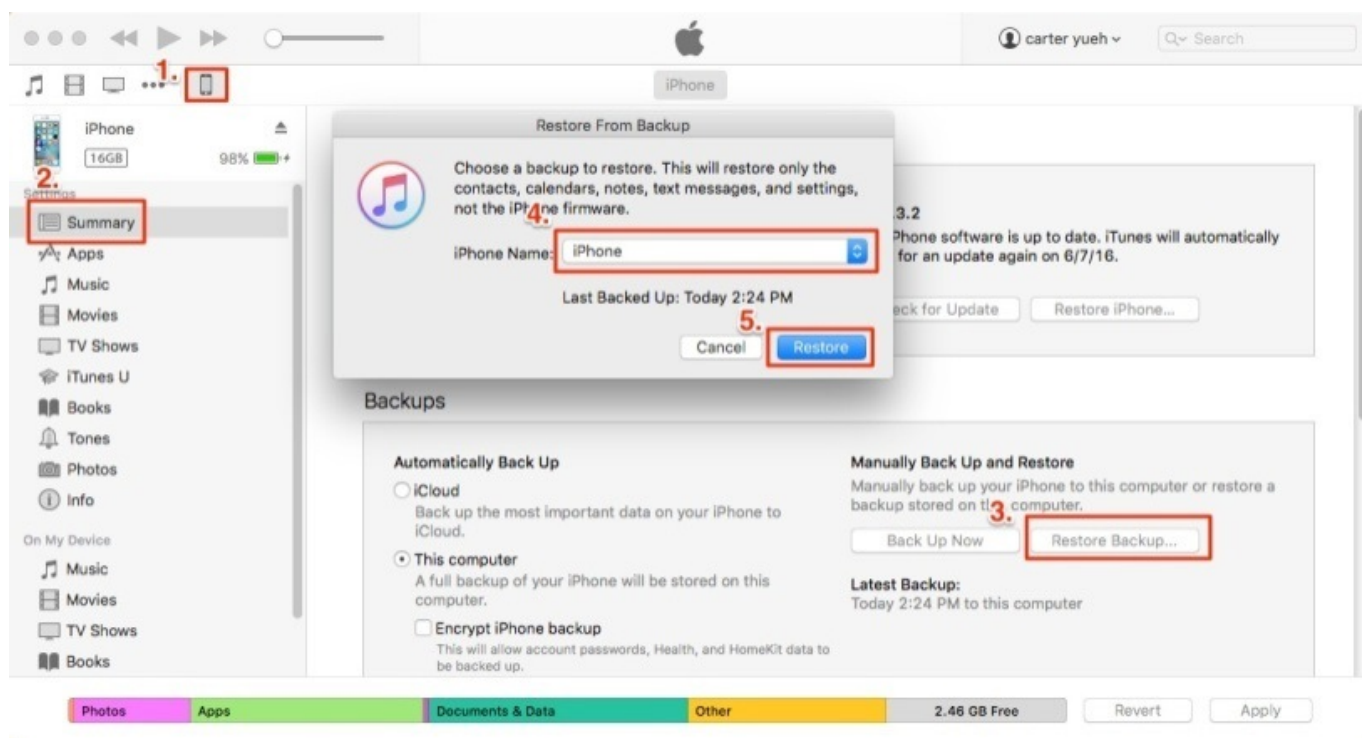 carter yueh
Search
1.
iPhone
iPhone
16GB
98%
2.
Settings
Summary
Apps
Music
Movies
TV Shows
iTunes U
Books
Tones
Photos
Info
On My Device
Music
Movies
TV Shows
Books
Restore From Backup
Choose a backup to restore. This will restore only the
contacts, calendars, notes, text messages, and settings,
not the iPhone firmware.
4.
iPhone Name: iPhone
Last Backed Up: Today 2:24 PM
5.
Cancel
Restore
.3.2
Phone software is up to date. iTunes will automatically
for an update again on 6/7/16.
eck for Update
Restore iPhone...
Backups
Automatically Back Up
iCloud
Back up the most important data on your iPhone to
iCloud.
This computer
A full backup of your iPhone will be stored on this
computer.
Encrypt iPhone backup
This will allow account passwords, Health, and HomeKit data to
be backed up.
Manually Back Up and Restore
Manually back up your iPhone to this computer or restore a
backup stored on this computer.
3.
Back Up Now
Restore Backup...
Latest Backup:
Today 2:24 PM to this computer
Photos
Apps
Documents & Data
Other
2.46 GB Free
Revert
Apply